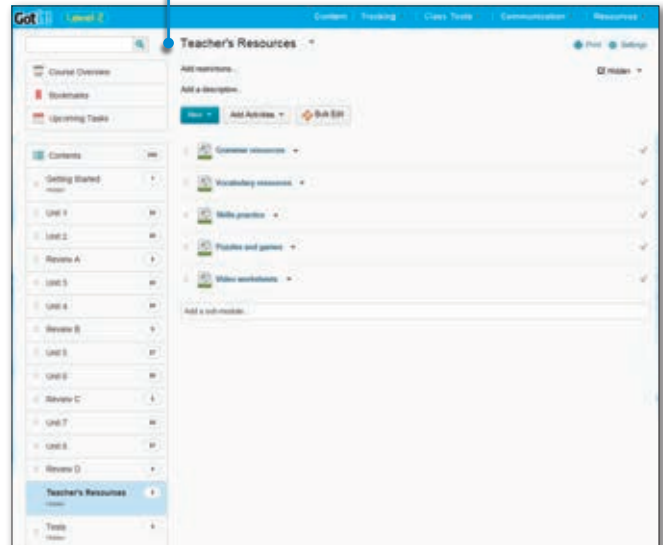 Got it! Level 2
Content
Tracking
Class Tools
Communication
Resources
Teacher's Resources
Print
Settings
Course Overview
Bookmarks
Upcoming Tasks
Add restrictions...
Hidden
Add a description...
New
Add Activities
Bulk Edit
Contents
Getting Started
Hidden
Unit 1
Unit 2
Review A
Unit 3
Unit 4
Review B
Unit 5
Unit 6
Review C
Unit 7
Unit 8
Review D
Teacher's Resources
Hidden
Tests
Hidden
Grammar resources
Vocabulary resources
Skills practice
Puzzles and games
Video worksheets
Add a sub-module...